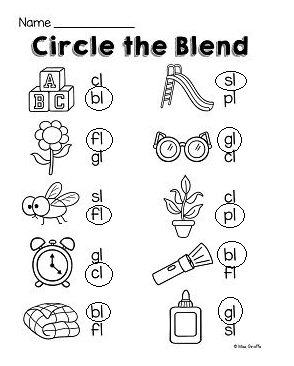 Name
Circle the Blend
A
B C
cl
bl
sl
pl
fl
gl
gl
cl
sl
fl
cl
pl
gl
cl
bl
fl
bl
fl
gl
sl
© Miss Giraffe